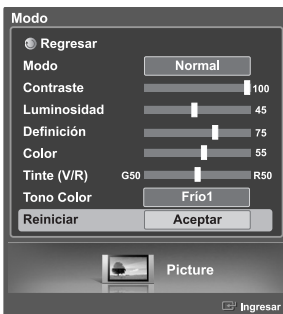 Modo
Regresar
Modo Normal
Contraste 100
Luminosidad 45
Definición 75
Color 55
Tinte (V/R) G50 R50
Tono Color Frío1
Reiniciar Aceptar
Picture
Ingresar